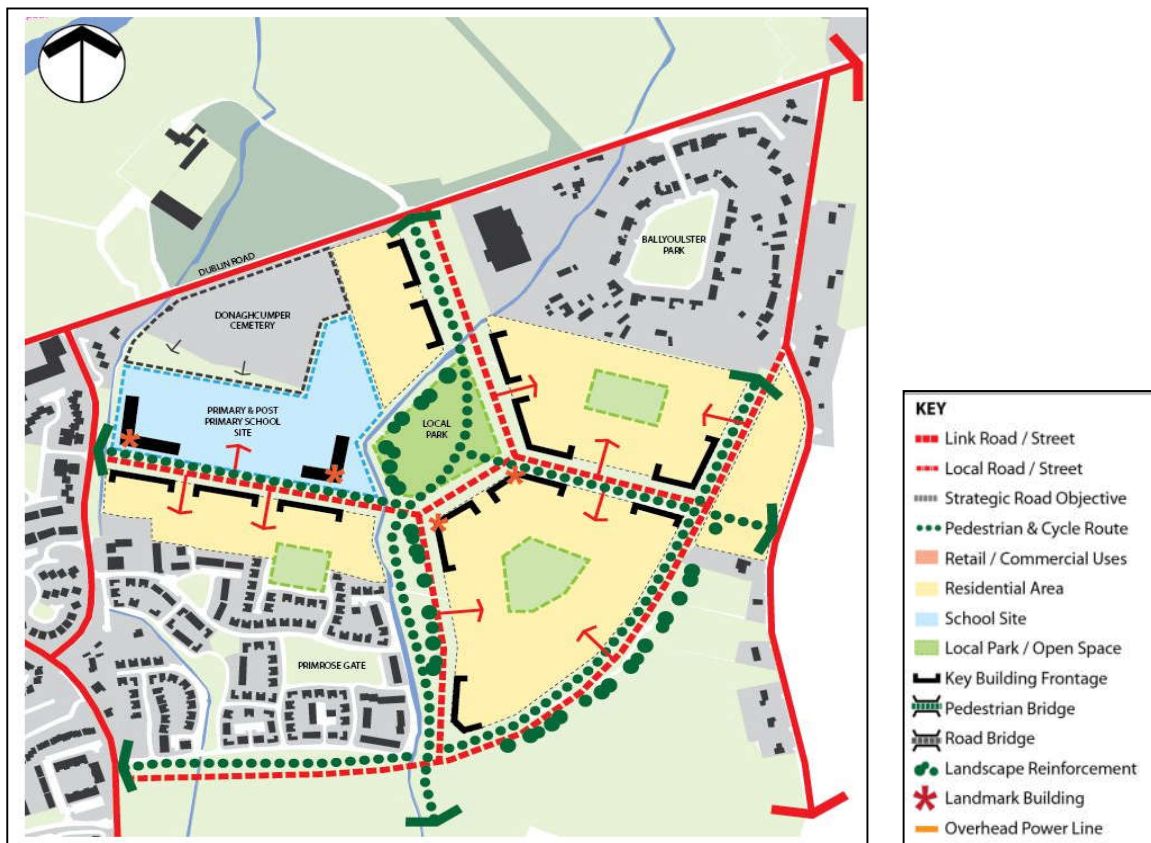 BALLYOULSTER
PARK
DUBLIN ROAD
DONAGHCUMPER
CEMETERY
PRIMARY & POST
PRIMARY SCHOOL
SITE
LOCAL
PARK
PRIMROSE GATE
KEY
Link Road / Street
Local Road / Street
Strategic Road Objective
Pedestrian & Cycle Route
Retail / Commercial Uses
Residential Area
School Site
Local Park / Open Space
Key Building Frontage
Pedestrian Bridge
Road Bridge
Landscape Reinforcement
Landmark Building
Overhead Power Line